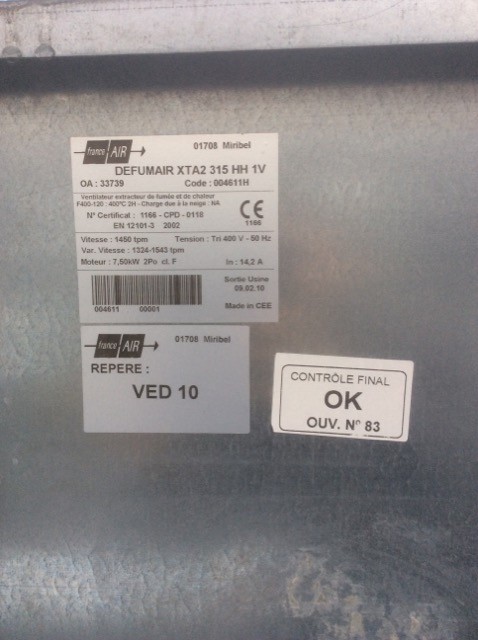 france AIR 01708 Miribel
DEFUMAIR XTA2 315 HH 1V
OA : 33739 Code : 004611H
Ventilateur extracteur de fumée et de chaleur
F400-120 : 400°C 2H - Charge due à la neige : NA
N° Certificat : 1166 - CPD - 0118 CE
EN 12101-3 2002 1166
Vitesse : 1450 tpm Tension : Tri 400 V - 50 Hz
Var. Vitesse : 1324-1543 tpm
Moteur : 7,50kW 2Po cl. F In : 14,2 A
Sortie Usine
09.02.10
Made in CEE
004611 00001
france AIR 01708 Miribel
REPERE :
VED 10
CONTRÔLE FINAL
OK
OUV. N° 83